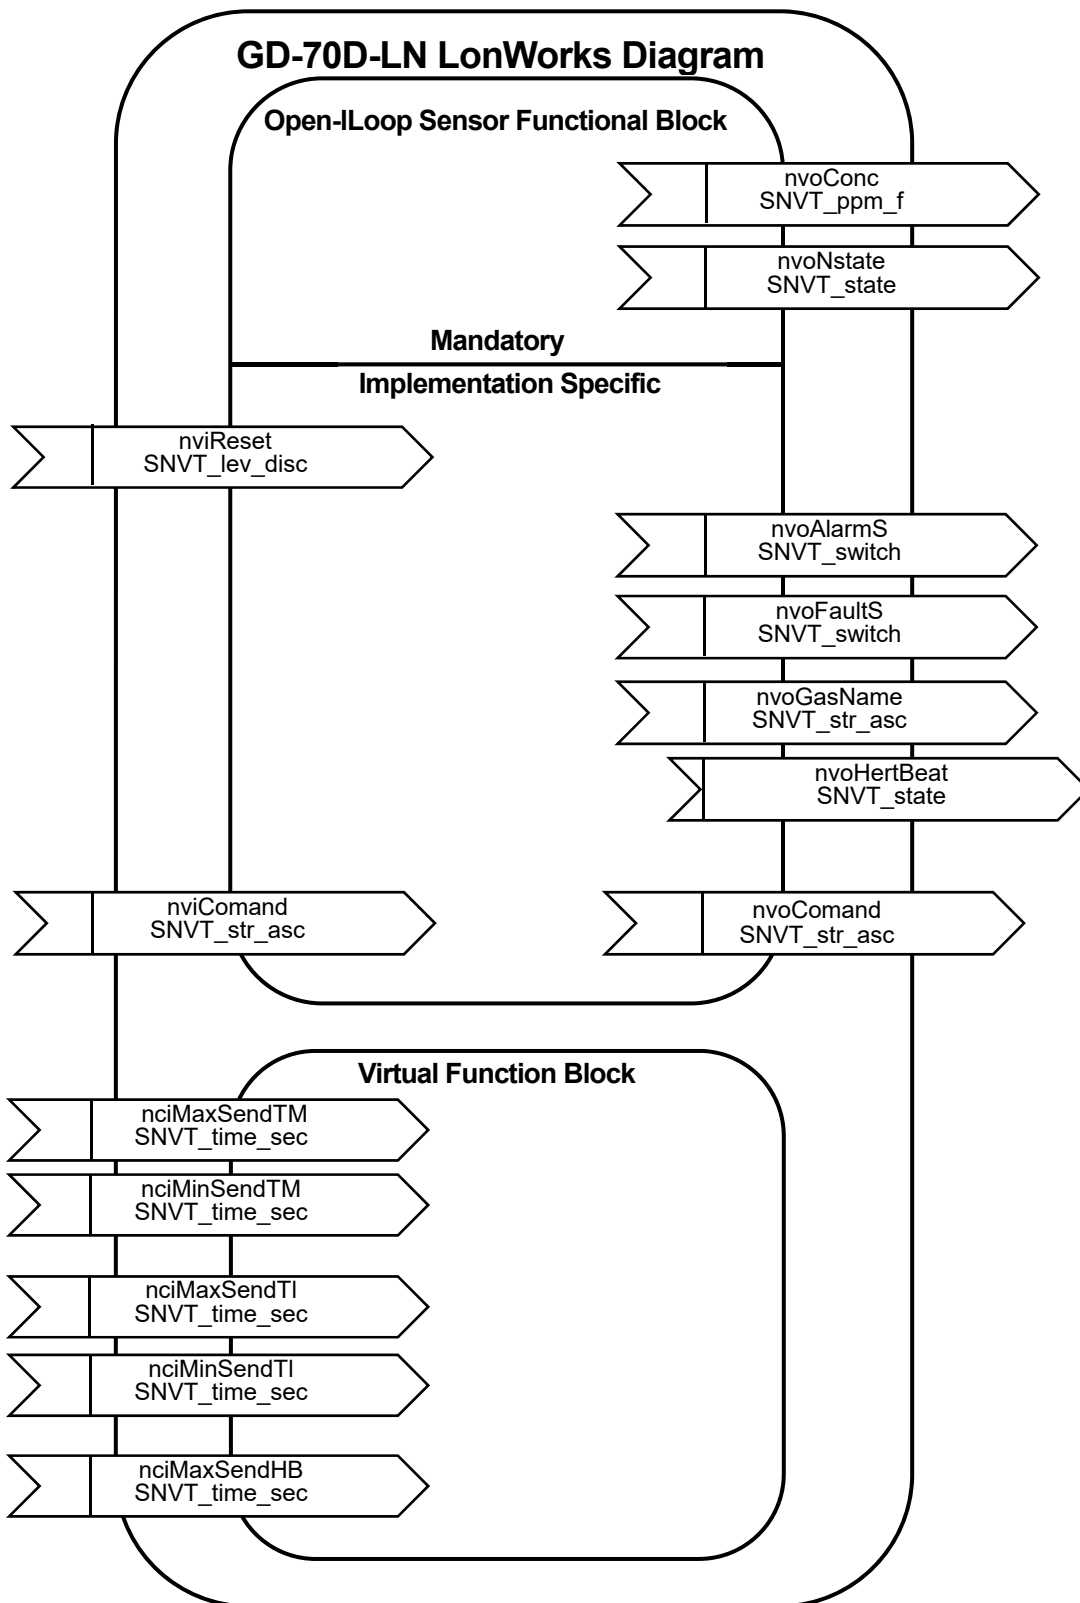 GD-70D-LN LonWorks Diagram
Open-lLoop Sensor Functional Block
nvoConc
SNVT_ppm_f
nvoNstate
SNVT_state
Mandatory
Implementation Specific
nviReset
SNVT_lev_disc
nvoAlarmS
SNVT_switch
nvoFaultS
SNVT_switch
nvoGasName
SNVT_str_asc
nvoHertBeat
SNVT_state
nviComand
SNVT_str_asc
nvoComand
SNVT_str_asc
Virtual Function Block
nciMaxSendTM
SNVT_time_sec
nciMinSendTM
SNVT_time_sec
nciMaxSendTI
SNVT_time_sec
nciMinSendTI
SNVT_time_sec
nciMaxSendHB
SNVT_time_sec